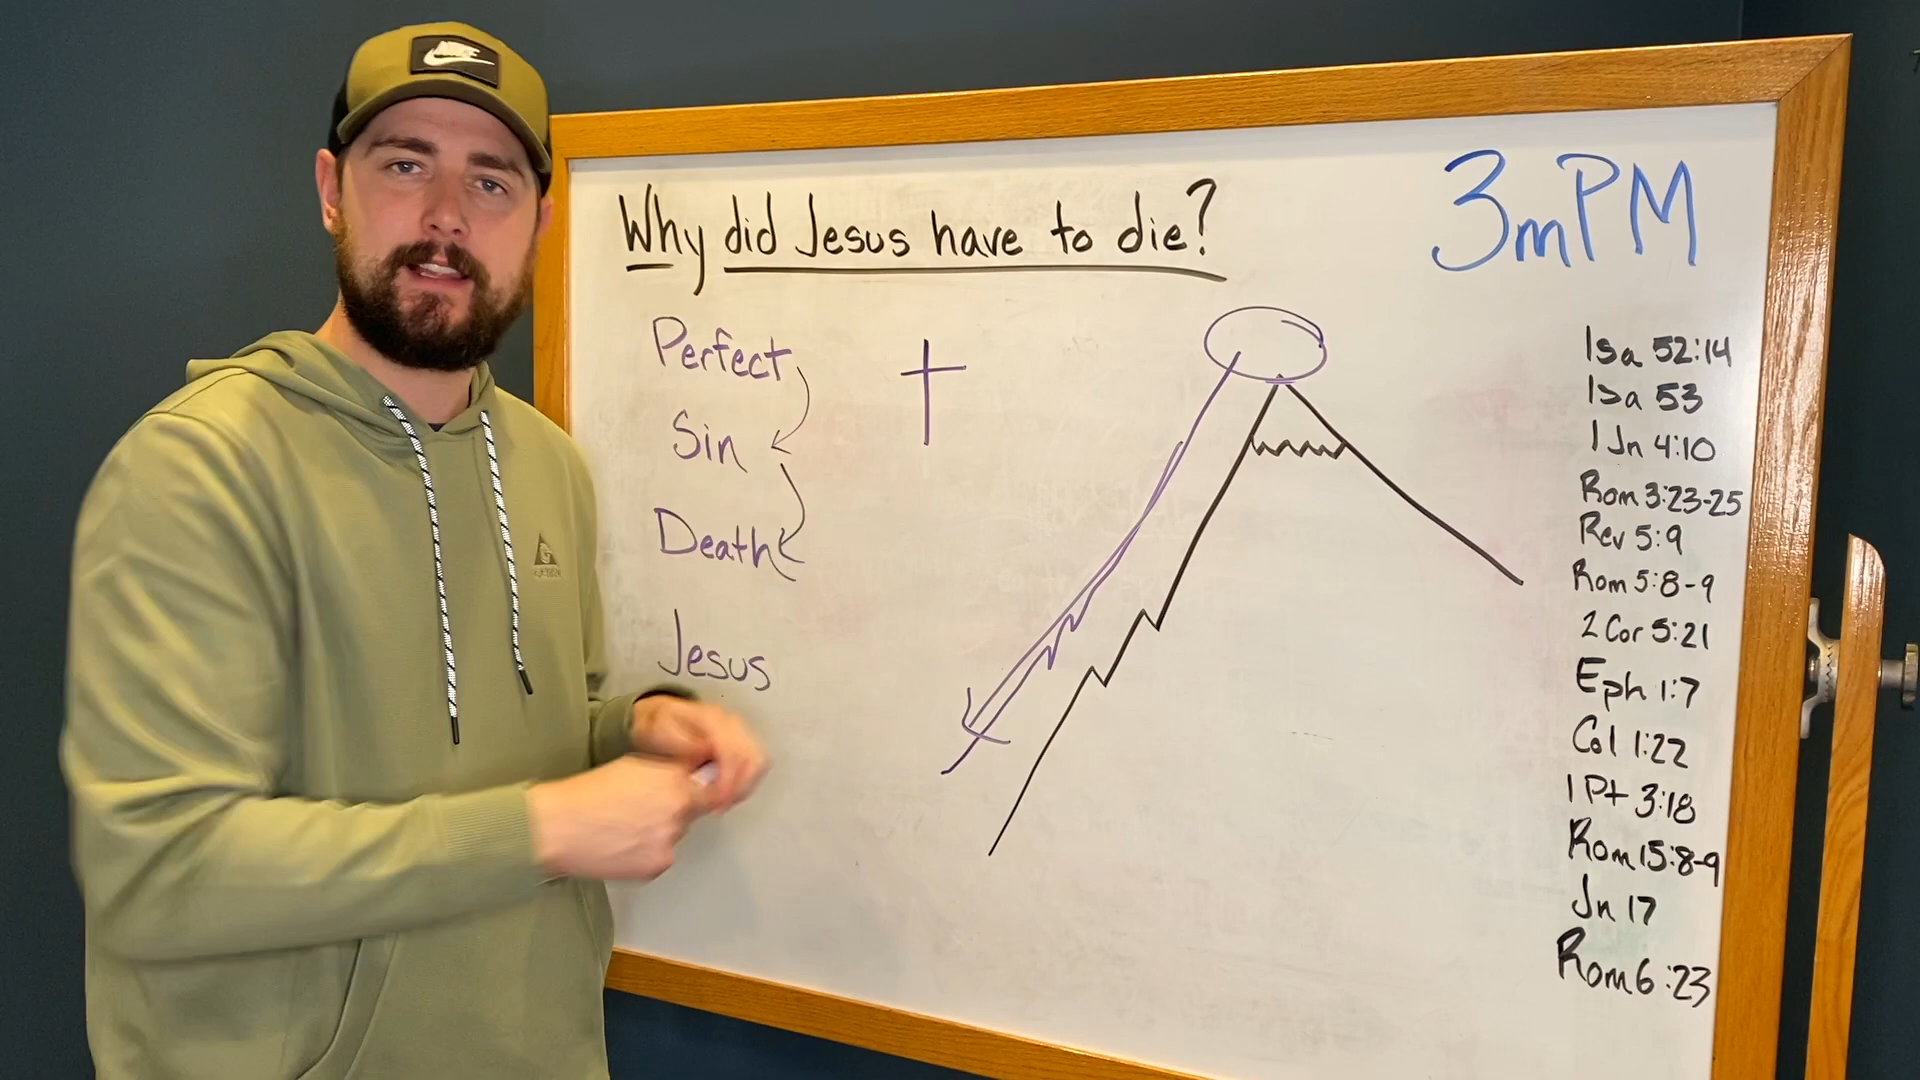 Why did Jesus have to die?
3mPM
Perfect
Sin
Death
Jesus
Isa 52:14
Isa 53
1 Jn 4:10
Rom 3:23-25
Rev 5:9
Rom 5:8-9
2 Cor 5:21
Eph 1:7
Col 1:22
1 Pt 3:18
Rom 15:8-9
Jn 17
Rom 6:23